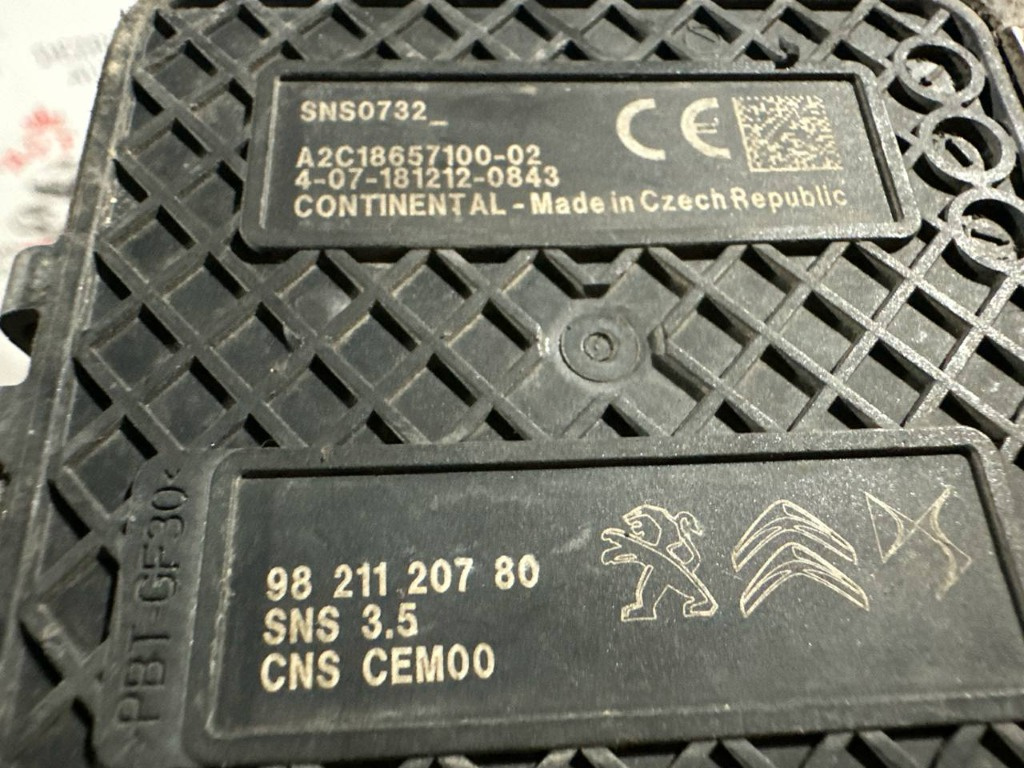 SNS0732_
A2C18657100-02
4-07-181212-0843
CONTINENTAL - Made in Czech Republic
CE
>PBT-GF30<
98 211 207 80
SNS 3.5
CNS CEM00